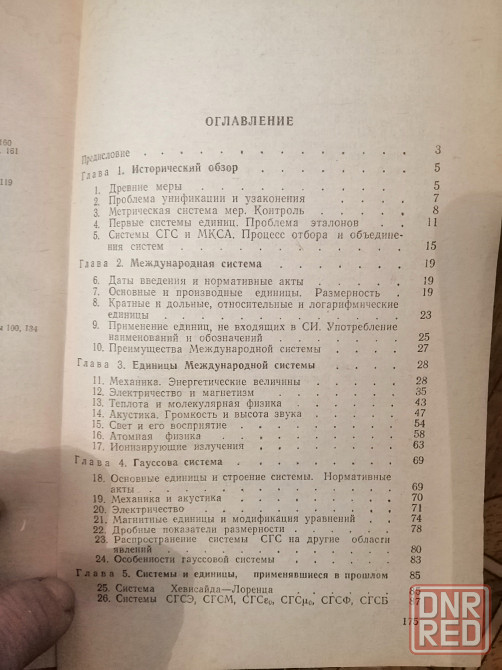 160
, 161
119
ы 100, 134
ОГЛАВЛЕНИЕ
Предисловие . . . . . . . . . . . . 3
Глава 1. Исторический обзор . . . . . . . 5
1. Древние меры . . . . . . . . . 5
2. Проблема унификации и узаконения . . . . . 7
3. Метрическая система мер. Контроль . . . . . 8
4. Первые системы единиц. Проблема эталонов . . . 11
5. Системы СГС и МКСА. Процесс отбора и объедине-
ния систем . . . . . . . . . . 15
Глава 2. Международная система . . . . . . 19
6. Даты введения и нормативные акты . . . . . 19
7. Основные и производные единицы. Размерность . 19
8. Кратные и дольные, относительные и логарифмические
единицы . . . . . . . . . . 23
9. Применение единиц, не входящих в СИ. Употребление
наименований и обозначений . . . . . . 25
10. Преимущества Международной системы . . . . 27
Глава 3. Единицы Международной системы . . . . 28
11. Механика. Энергетические величины . . . . . 28
12. Электричество и магнетизм . . . . . . 35
13. Теплота и молекулярная физика . . . . . 43
14. Акустика. Громкость и высота звука . . . . . 47
15. Свет и его восприятие . . . . . . . 54
16. Атомная физика . . . . . . . . 58
17. Ионизирующие излучения . . . . . . . 63
Глава 4. Гауссова система . . . . . . . . 69
18. Основные единицы и строение системы. Нормативные
акты . . . . . . . . . . . 69
19. Механика и акустика . . . . . . . 70
20. Электричество . . . . . . . . . 71
21. Магнитные единицы и модификация уравнений . . 74
22. Дробные показатели размерности . . . . . 78
23. Распространение системы СГС на другие области
явлений . . . . . . . . . . 80
24. Особенности гауссовой системы . . . . . 83
Глава 5. Системы и единицы, применявшиеся в прошлом 85
25. Система Хевисайда—Лоренца . . . . . 85
26. Системы СГСЭ, СГСМ, СГСε₀, СГСμ₀, СГСФ, СГСБ 87
175
DNR
RED